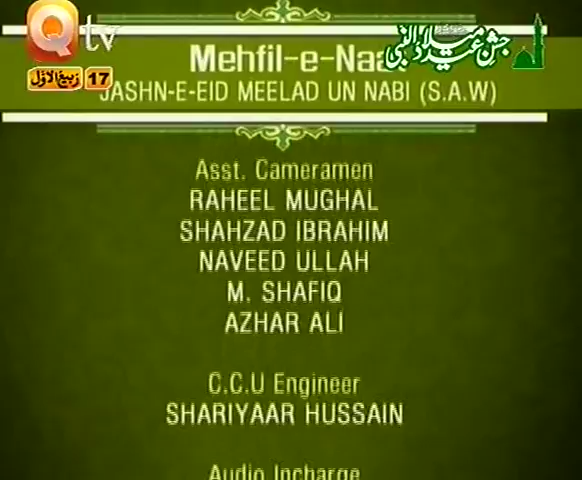 Qtv
جشن عید میلاد النبی
ربیع الاوّل 17
Mehfil-e-Naa
JASHN-E-EID MEELAD UN NABI (S.A.W)
Asst. Cameramen
RAHEEL MUGHAL
SHAHZAD IBRAHIM
NAVEED ULLAH
M. SHAFIQ
AZHAR ALI
C.C.U Engineer
SHARIYAAR HUSSAIN
Audio Incharge